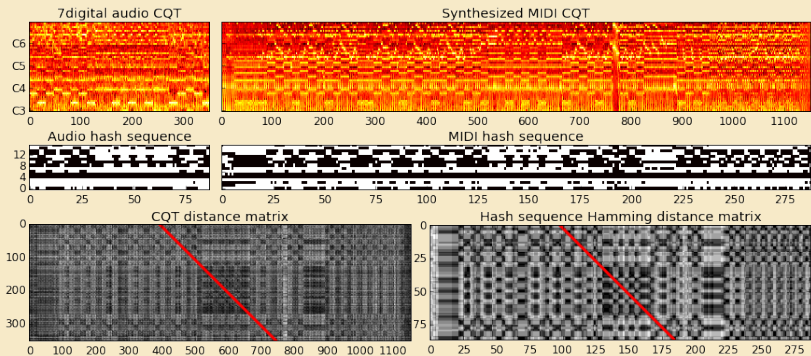 7digital audio CQT
Synthesized MIDI CQT
C6
C5
C4
C3
0 100 200 300
0 100 200 300 400 500 600 700 800 900 1000 1100
Audio hash sequence
MIDI hash sequence
12
8
4
0
0 25 50 75
0 25 50 75 100 125 150 175 200 225 250 275
CQT distance matrix
Hash sequence Hamming distance matrix
0
100
200
300
0 100 200 300 400 500 600 700 800 900 1000 1100
0
25
50
75
0 25 50 75 100 125 150 175 200 225 250 275